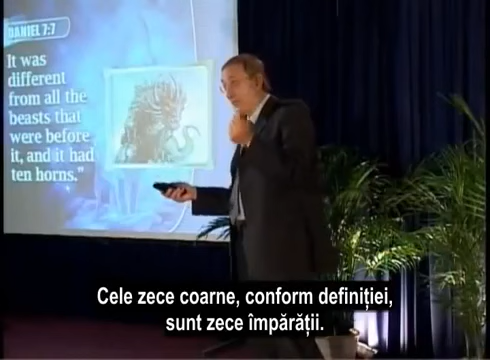 DANIEL 7:7
It was
different
from all the
beasts that
were before
it, and it had
ten horns."
Cele zece coarne, conform definiției,
sunt zece împărății.